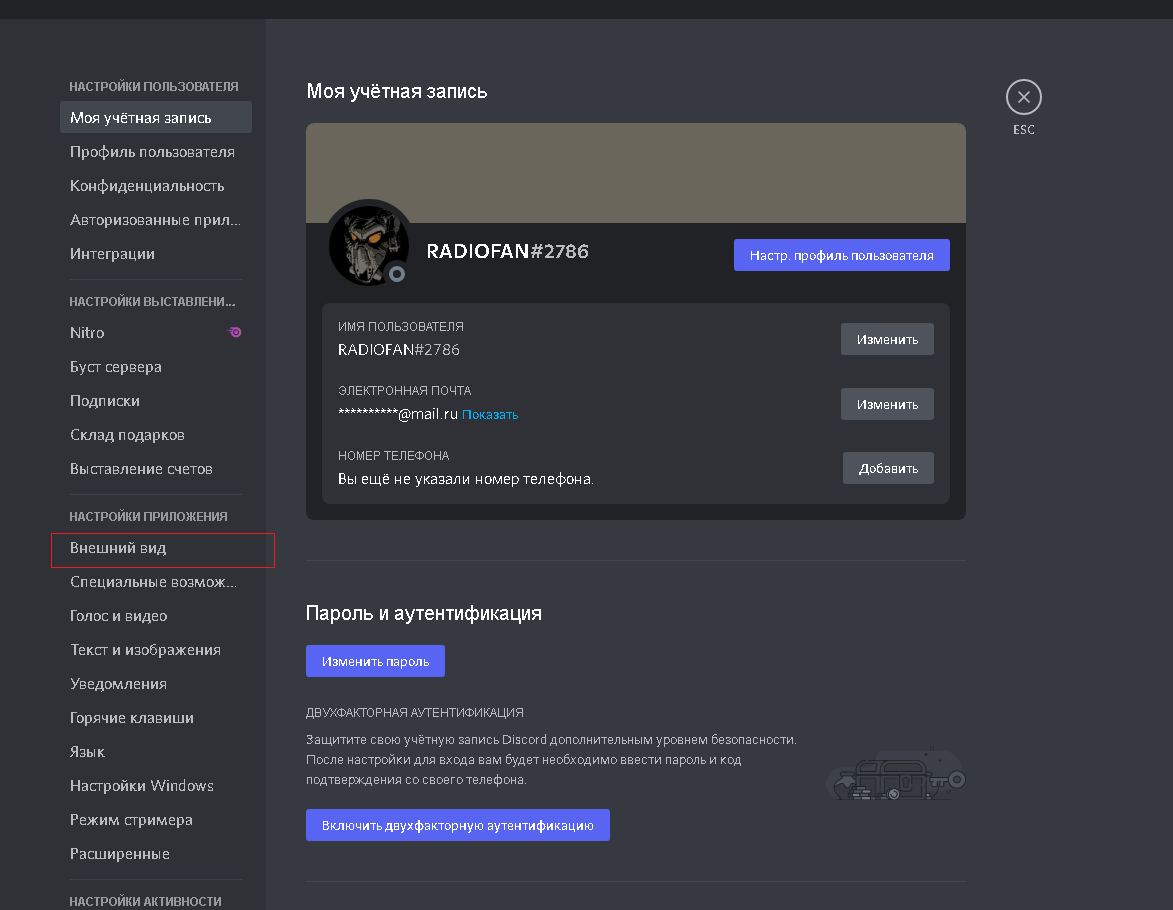 НАСТРОЙКИ ПОЛЬЗОВАТЕЛЯ
Моя учётная запись
Профиль пользователя
Конфиденциальность
Авторизованные прил...
Интеграции
НАСТРОЙКИ ВЫСТАВЛЕНИ...
Nitro
Буст сервера
Подписки
Склад подарков
Выставление счетов
НАСТРОЙКИ ПРИЛОЖЕНИЯ
Внешний вид
Специальные возмож...
Голос и видео
Текст и изображения
Уведомления
Горячие клавиши
Язык
Настройки Windows
Режим стримера
Расширенные
НАСТРОЙКИ АКТИВНОСТИ
Моя учётная запись
ESC
RADIOFAN#2786
Настр. профиль пользователя
ИМЯ ПОЛЬЗОВАТЕЛЯ
RADIOFAN#2786
Изменить
ЭЛЕКТРОННАЯ ПОЧТА
**********@mail.ru Показать
Изменить
НОМЕР ТЕЛЕФОНА
Вы ещё не указали номер телефона.
Добавить
Пароль и аутентификация
Изменить пароль
ДВУХФАКТОРНАЯ АУТЕНТИФИКАЦИЯ
Защитите свою учётную запись Discord дополнительным уровнем безопасности.
После настройки для входа вам будет необходимо ввести пароль и код
подтверждения со своего телефона.
Включить двухфакторную аутентификацию